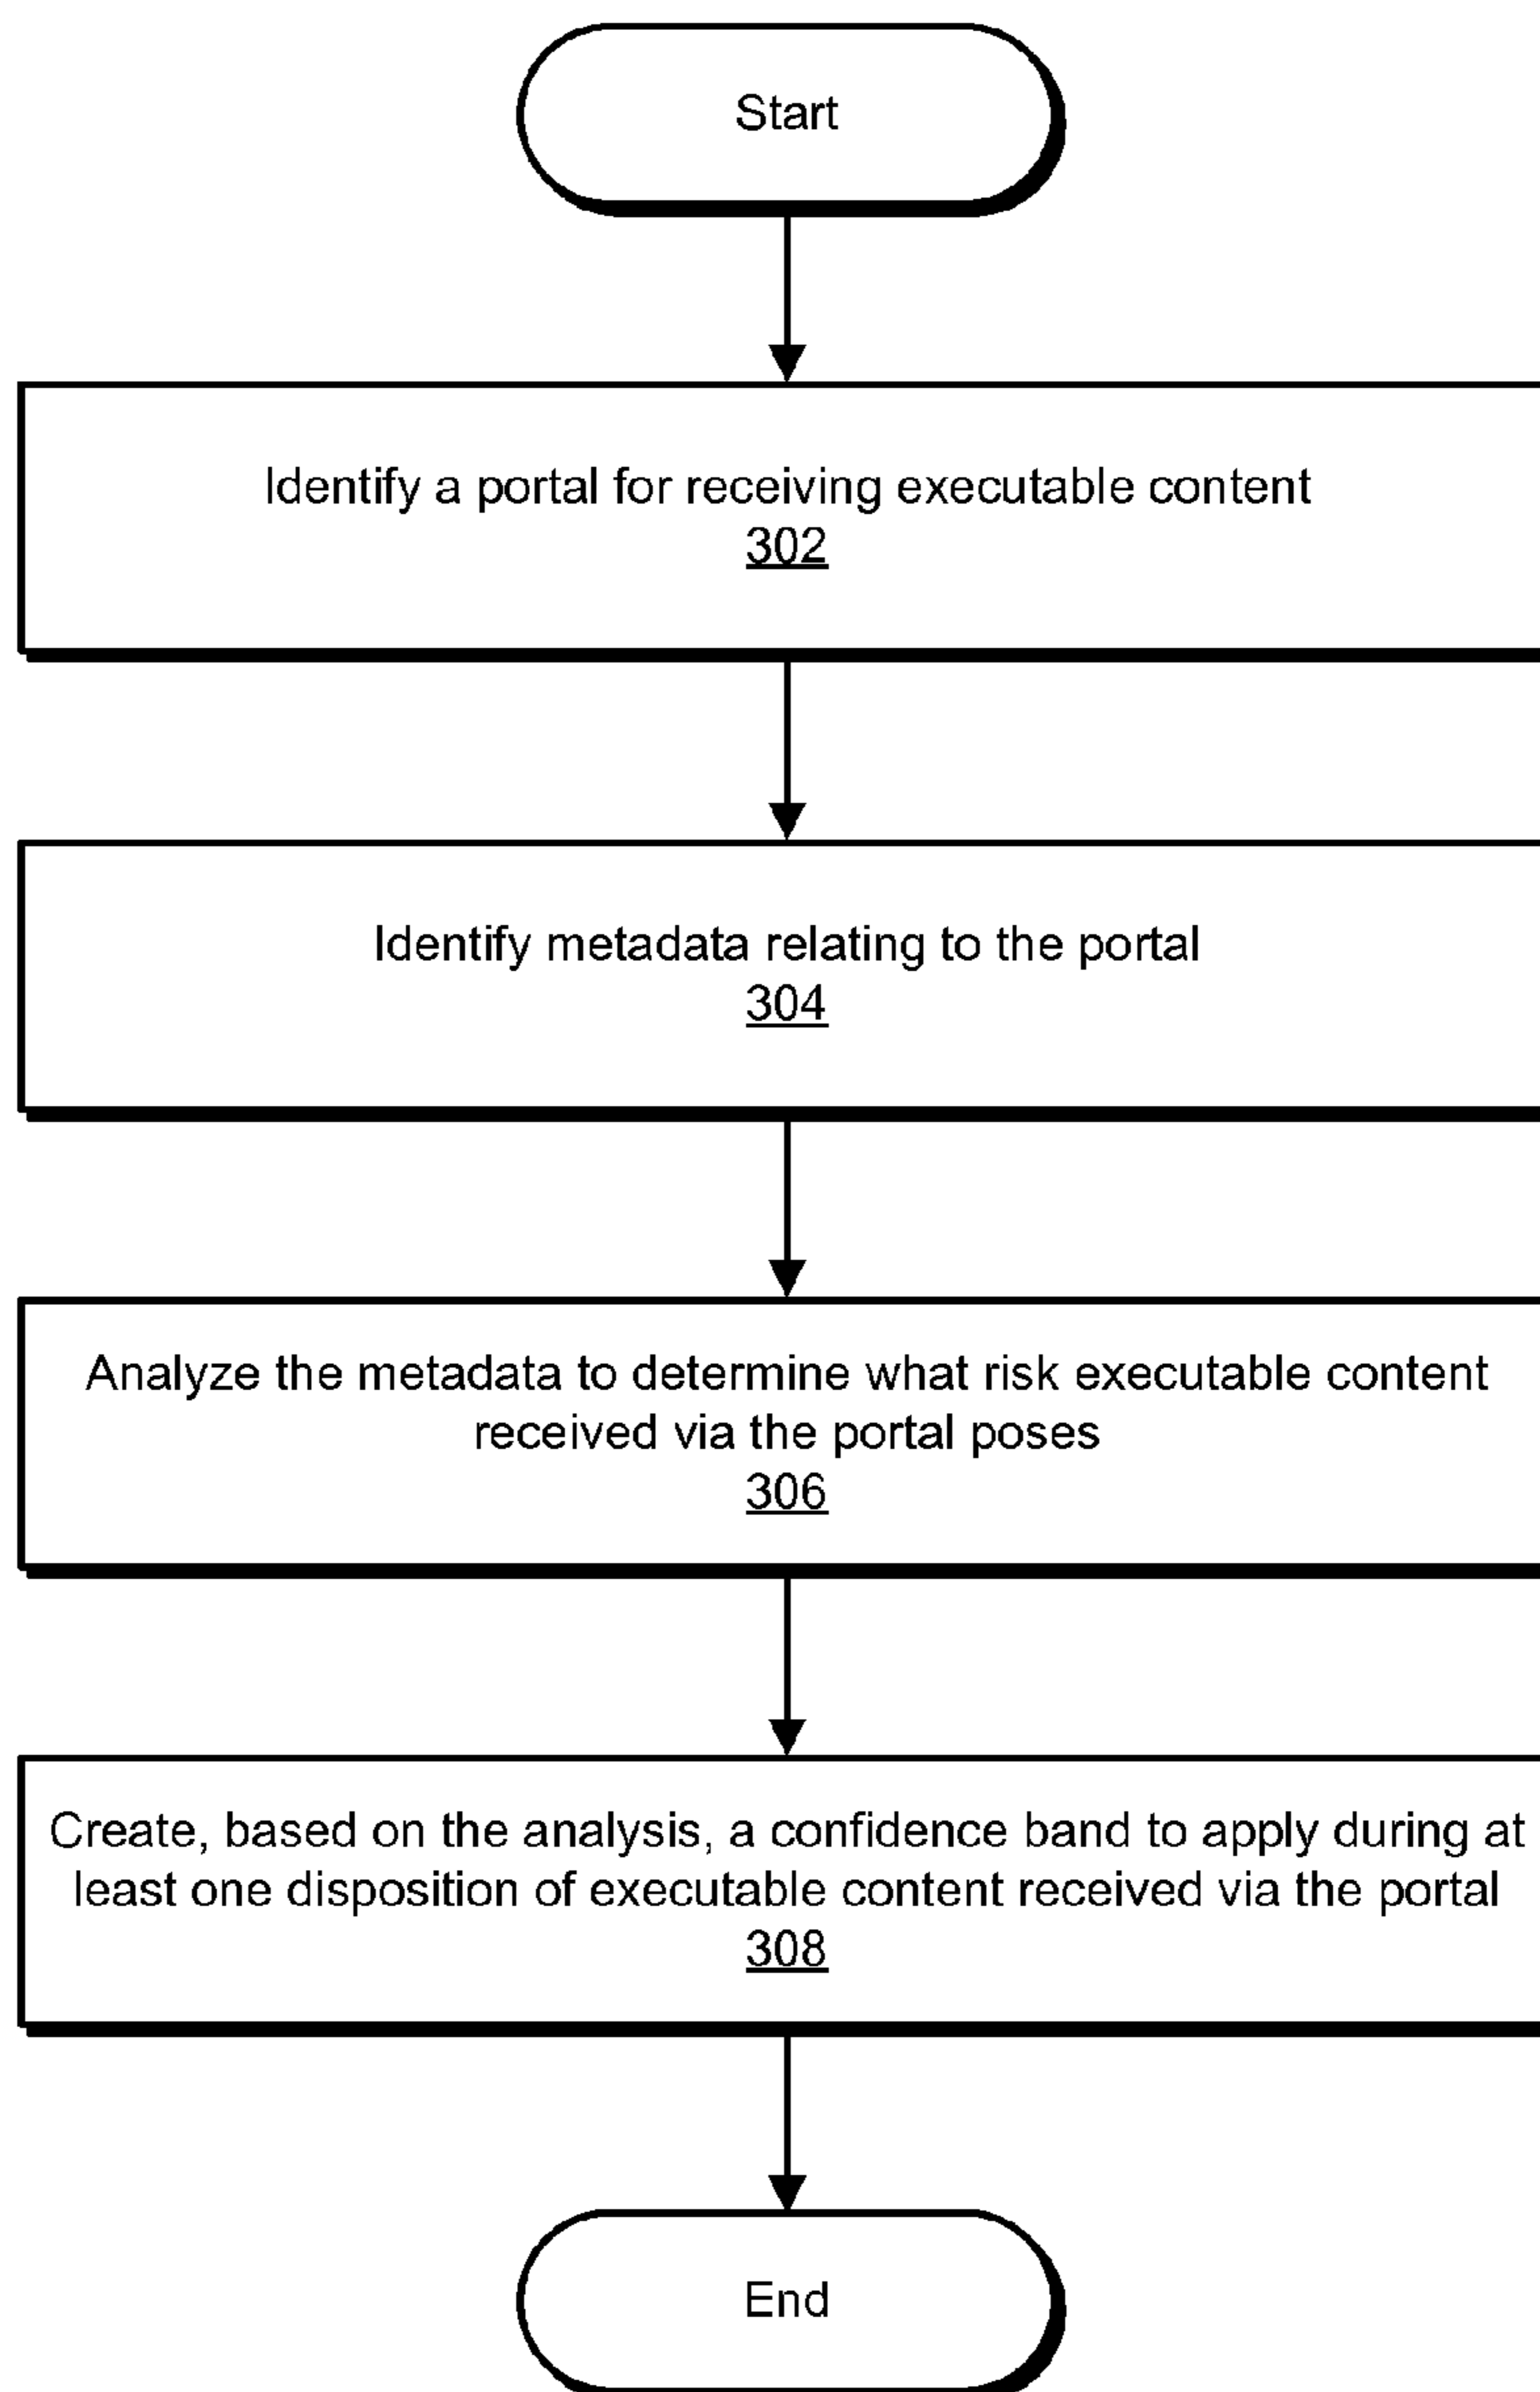 Start
Identify a portal for receiving executable content
302
Identify metadata relating to the portal
304
Analyze the metadata to determine what risk executable content
received via the portal poses
306
Create, based on the analysis, a confidence band to apply during at
least one disposition of executable content received via the portal
308
End